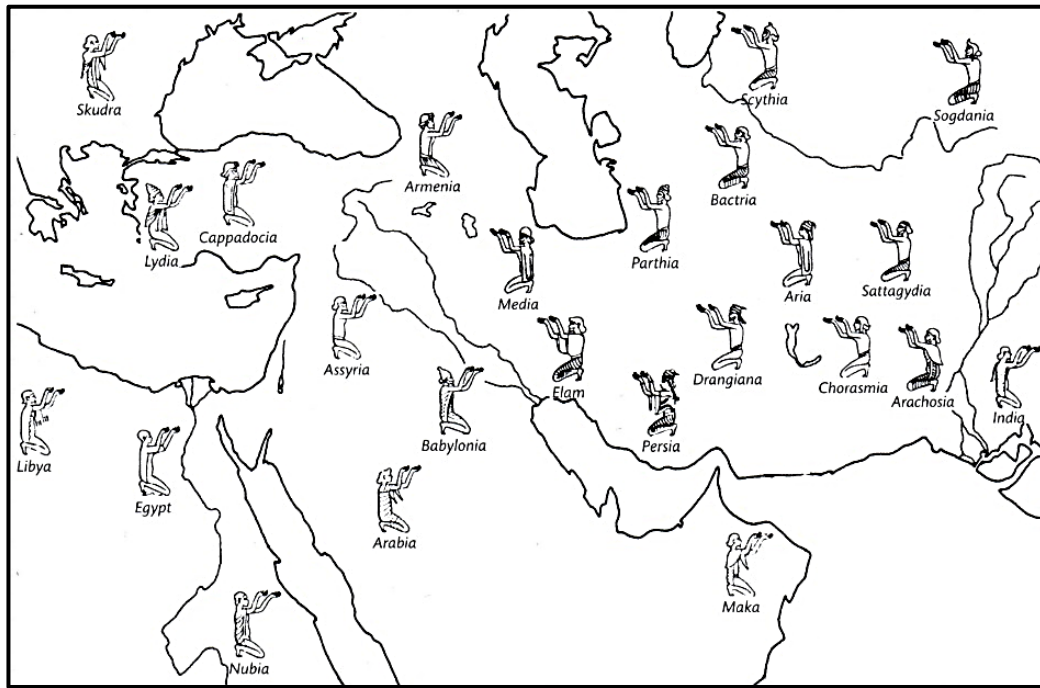 Skudra
Scythia
Sogdania
Armenia
Bactria
Cappadocia
Lydia
Parthia
Media
Aria
Sattagydia
Assyria
Drangiana
Elam
Chorasmia
Arachosia
India
Babylonia
Persia
Libya
Egypt
Arabia
Maka
Nubia